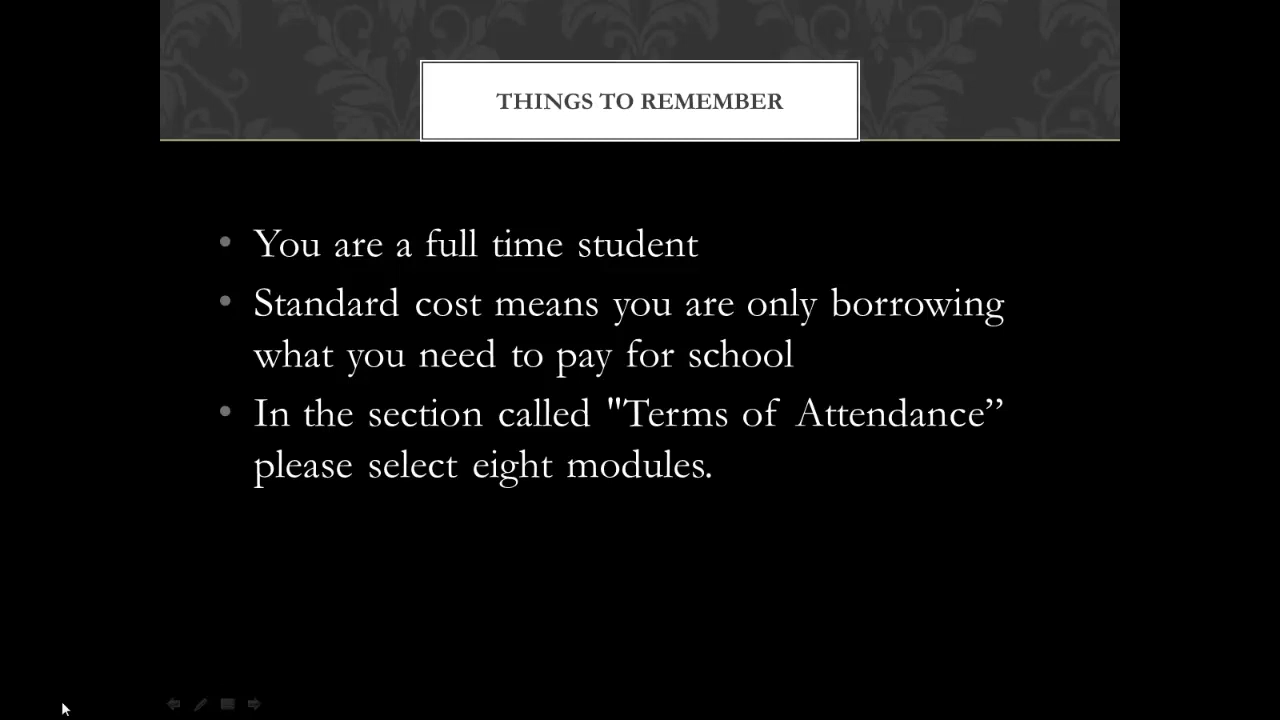 THINGS TO REMEMBER
• You are a full time student
• Standard cost means you are only borrowing
what you need to pay for school
• In the section called "Terms of Attendance”
please select eight modules.